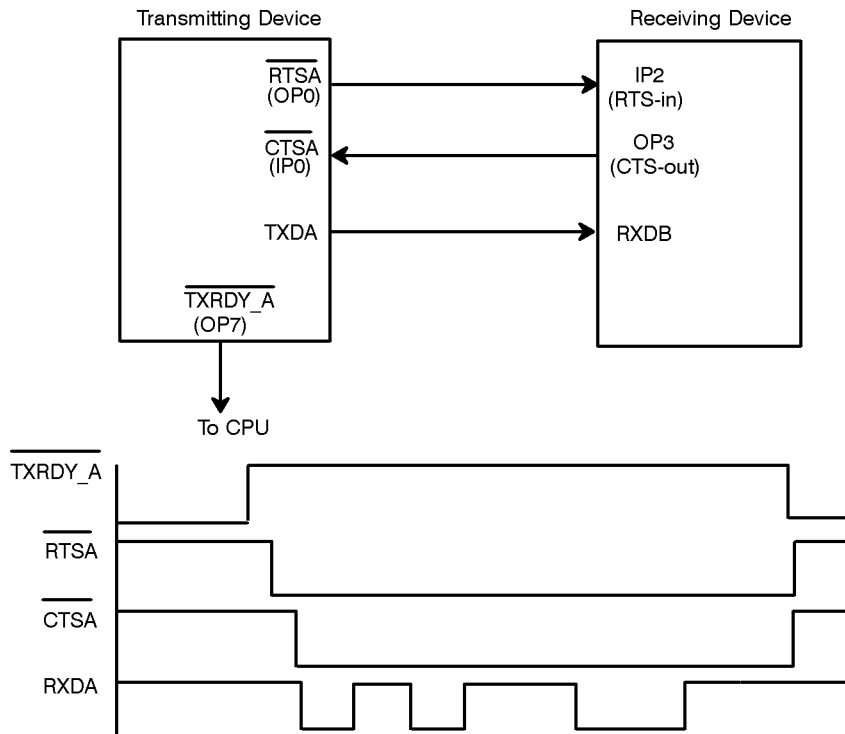 Transmitting Device
Receiving Device
RTSA
(OP0)
IP2
(RTS-in)
CTSA
(IP0)
OP3
(CTS-out)
TXDA
RXDB
TXRDY_A
(OP7)
To CPU
TXRDY_A
RTSA
CTSA
RXDA